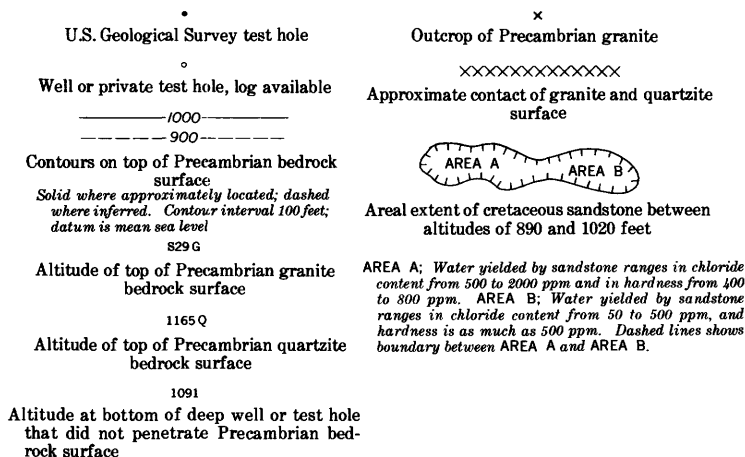 U.S. Geological Survey test hole
Well or private test hole, log available
1000
900
Contours on top of Precambrian bedrock
surface
Solid where approximately located; dashed
where inferred. Contour interval 100 feet;
datum is mean sea level
829 G
Altitude of top of Precambrian granite
bedrock surface
1165 Q
Altitude of top of Precambrian quartzite
bedrock surface
1091
Altitude at bottom of deep well or test hole
that did not penetrate Precambrian bed-
rock surface
Outcrop of Precambrian granite
Approximate contact of granite and quartzite
surface
AREA A
AREA B
Areal extent of cretaceous sandstone between
altitudes of 890 and 1020 feet
AREA A; Water yielded by sandstone ranges in chloride
content from 500 to 2000 ppm and in hardness from 400
to 800 ppm. AREA B; Water yielded by sandstone
ranges in chloride content from 50 to 500 ppm, and
hardness is as much as 500 ppm. Dashed lines shows
boundary between AREA A and AREA B.